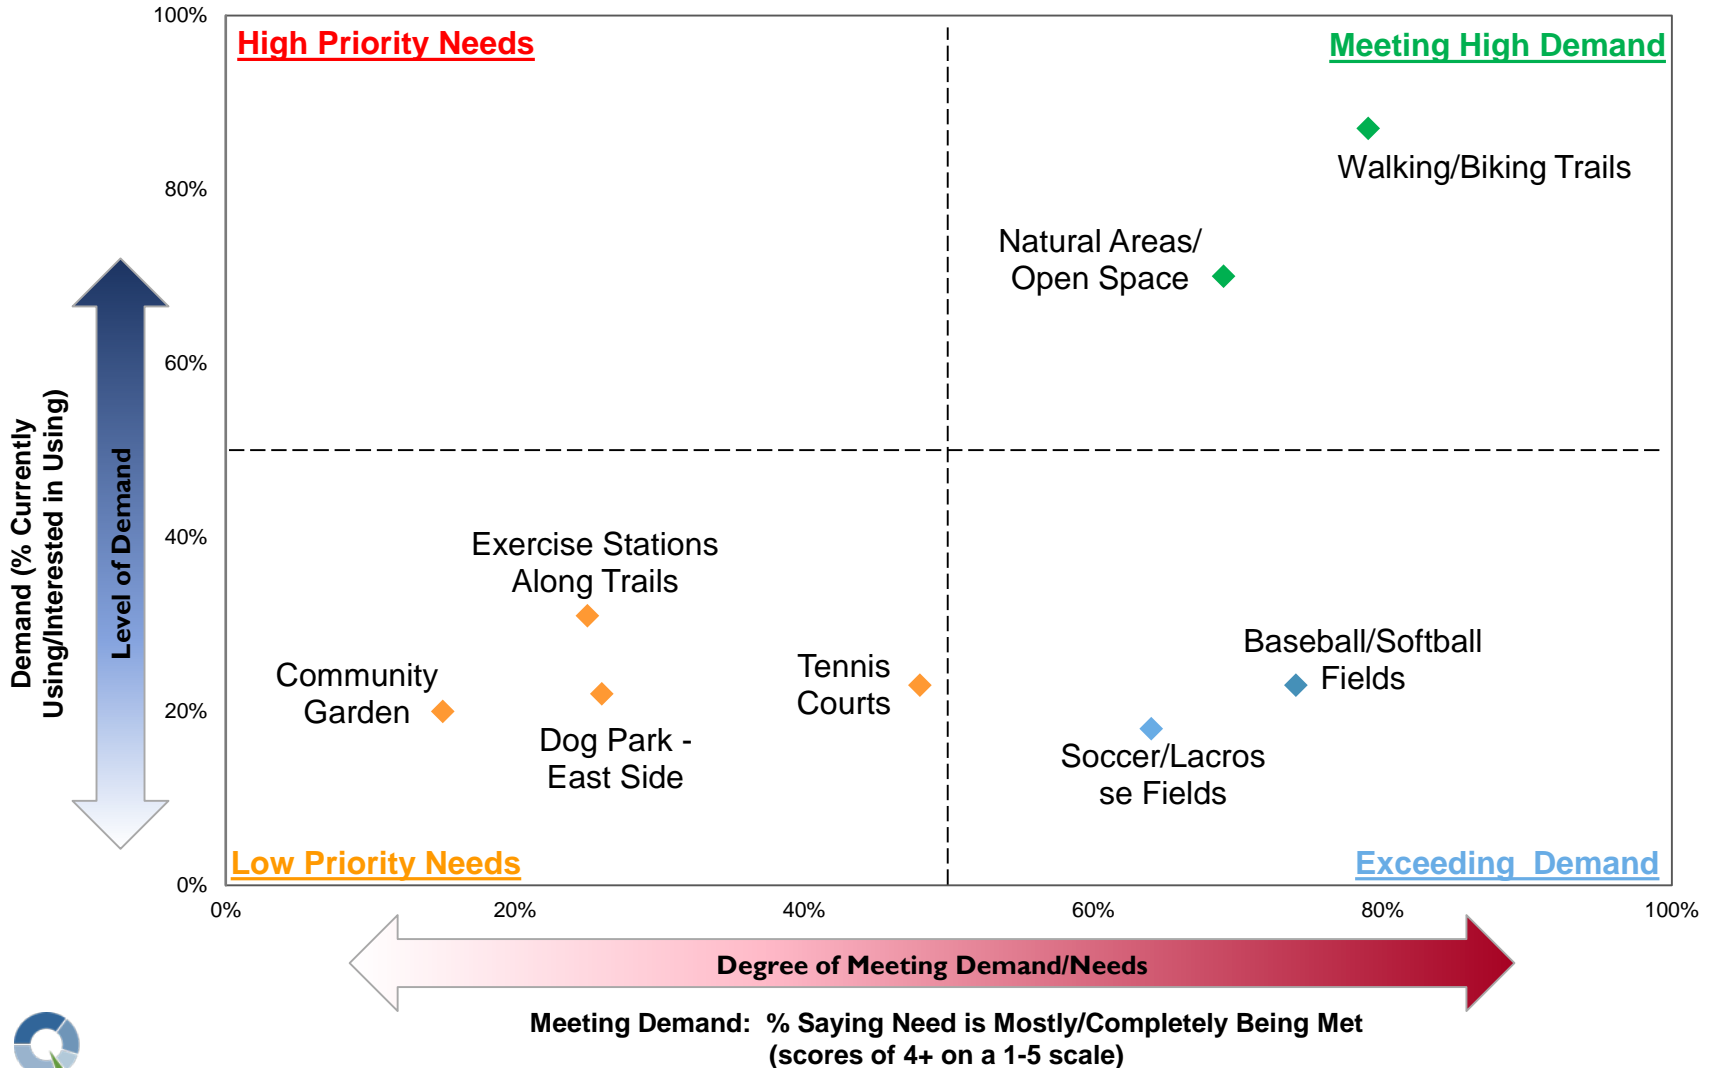 100%
High Priority Needs
Meeting High Demand
Walking/Biking Trails
80%
Natural Areas/
Open Space
60%
Demand (% Currently
Using/Interested in Using)
Level of Demand
40%
Exercise Stations
Along Trails
Community
Garden
Dog Park -
East Side
Tennis
Courts
Baseball/Softball
Fields
Soccer/Lacros
se Fields
20%
Low Priority Needs
Exceeding  Demand
0%
0%
20%
40%
60%
80%
100%
Degree of Meeting Demand/Needs
Meeting Demand:  % Saying Need is Mostly/Completely Being Met
(scores of 4+ on a 1-5 scale)